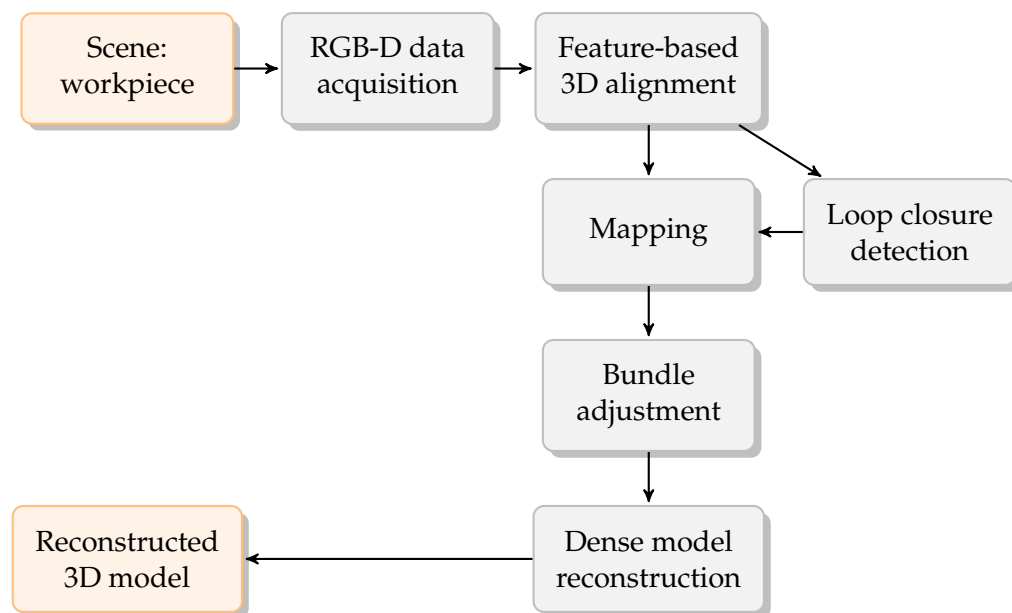 Scene:
workpiece
RGB-D data
acquisition
Feature-based
3D alignment
Mapping
Loop closure
detection
Bundle
adjustment
Reconstructed
3D model
Dense model
reconstruction